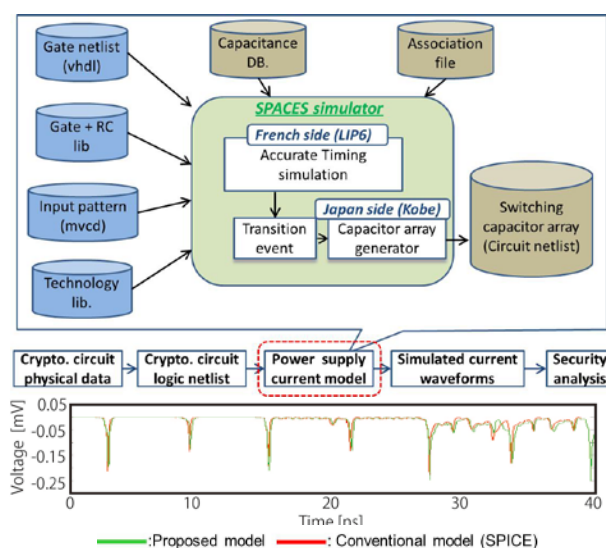 Gate netlist
(vhdl)
Capacitance
DB.
Association
file
SPACES simulator
Gate + RC
lib
French side (LIP6)
Accurate Timing
simulation
Input pattern
(mvcd)
Japan side (Kobe)
Transition
event
Capacitor array
generator
Switching
capacitor array
(Circuit netlist)
Technology
lib.
Crypto. circuit
physical data
Crypto. circuit
logic netlist
Power supply
current model
Simulated current
waveforms
Security
analysis
Voltage [mV]
0.05
-0.05
-0.15
-0.25
0
10
20
30
40
Time [ns]
:Proposed model
: Conventional model (SPICE)